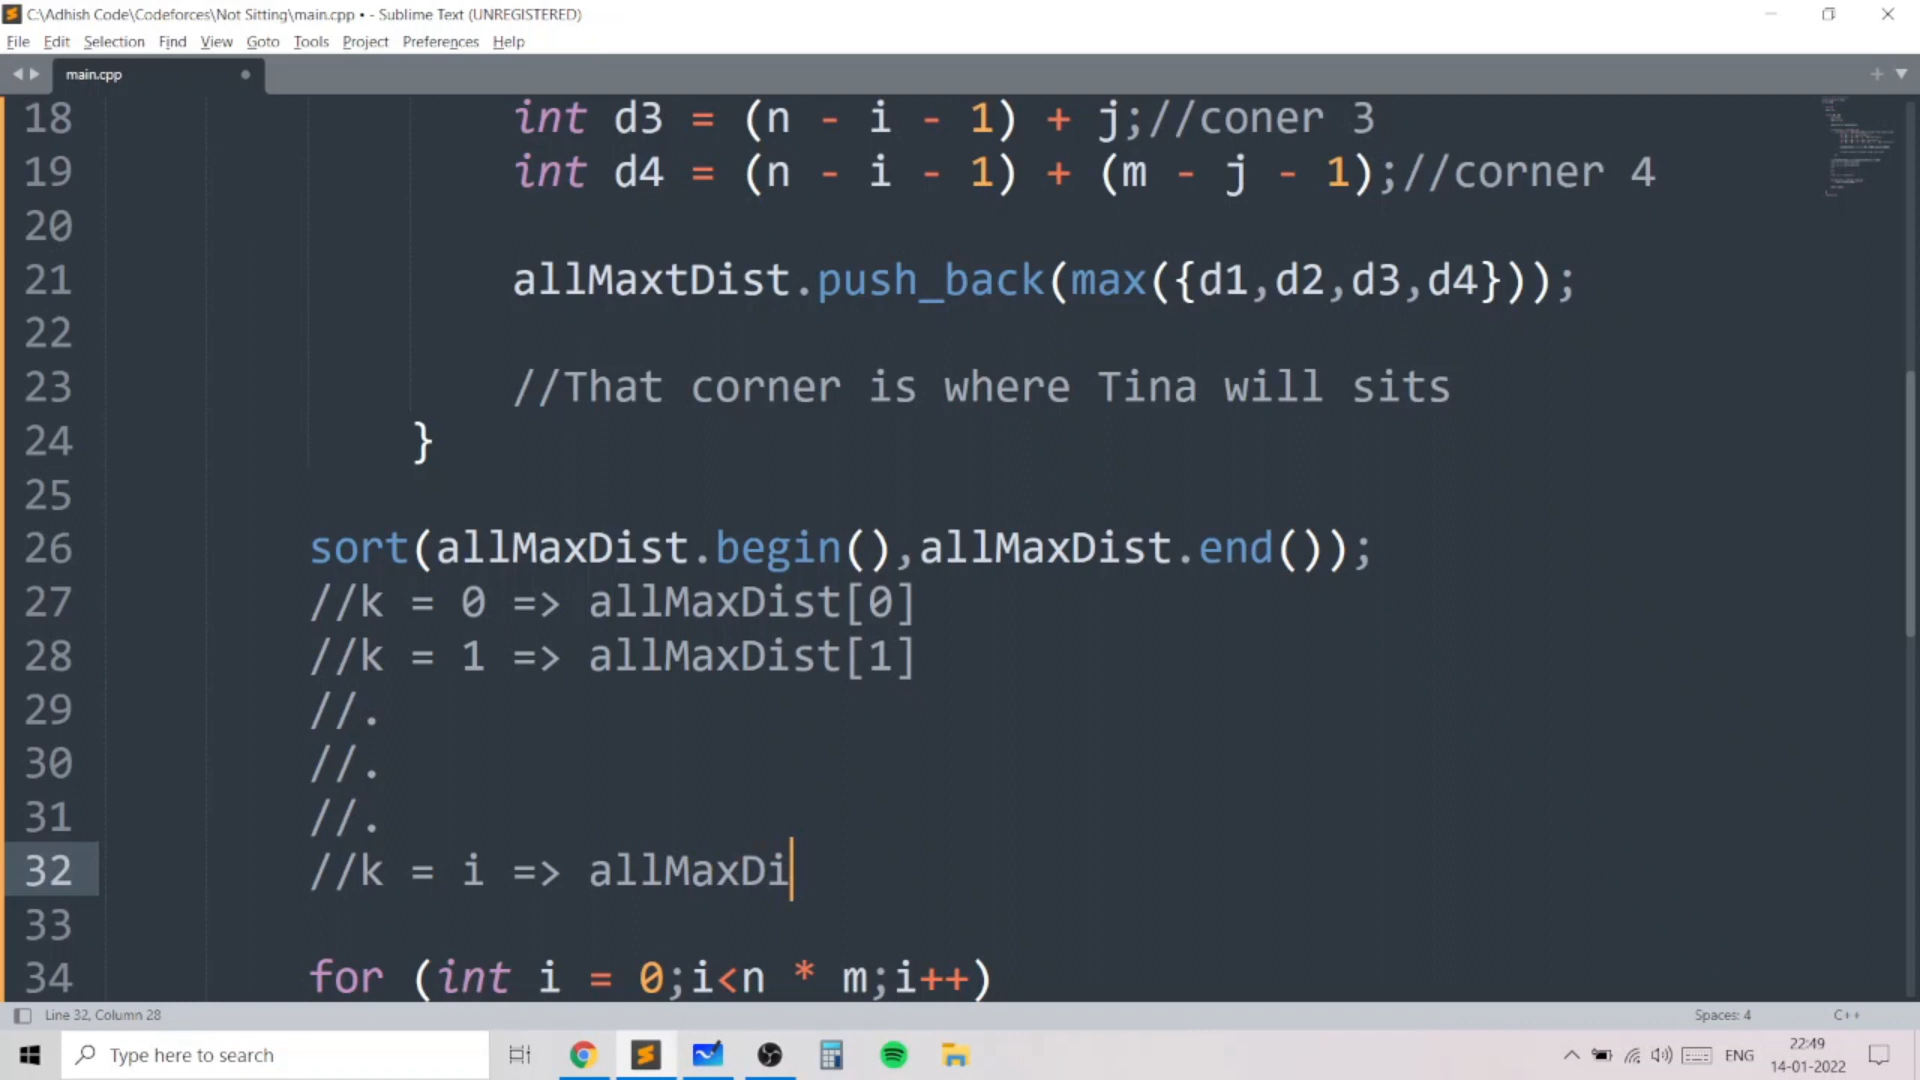 C:\Adhish Code\Codeforces\Not Sitting\main.cpp • - Sublime Text (UNREGISTERED)
File Edit Selection Find View Goto Tools Project Preferences Help
main.cpp
18 int d3 = (n - i - 1) + j;//coner 3
19 int d4 = (n - i - 1) + (m - j - 1);//corner 4
20
21 allMaxtDist.push_back(max({d1,d2,d3,d4}));
22
23 //That corner is where Tina will sits
24 }
25
26 sort(allMaxDist.begin(),allMaxDist.end());
27 //k = 0 => allMaxDist[0]
28 //k = 1 => allMaxDist[1]
29 //.
30 //.
31 //.
32 //k = i => allMaxDi
33
34 for (int i = 0;i<n * m;i++)
Line 32, Column 28 Spaces: 4 C++
Type here to search ENG 22:49
14-01-2022